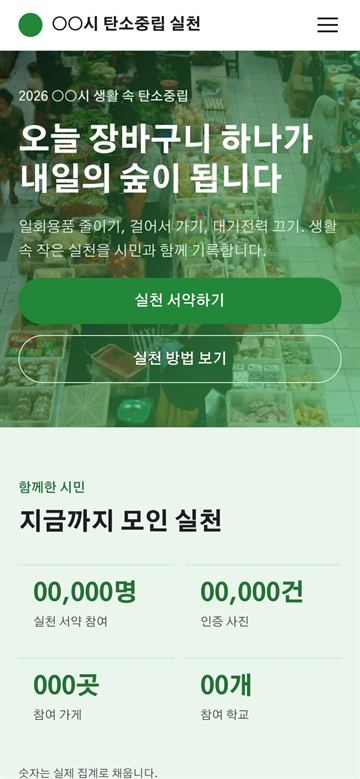 ○○시 탄소중립 실천
2026 ○○시 생활 속 탄소중립
오늘 장바구니 하나가
내일의 숲이 됩니다
일회용품 줄이기, 걸어서 가기, 대기전력 끄기. 생활
속 작은 실천을 시민과 함께 기록합니다.
실천 서약하기
실천 방법 보기
함께한 시민
지금까지 모인 실천
00,000명
실천 서약 참여
00,000건
인증 사진
000곳
참여 가게
00개
참여 학교
숫자는 실제 집계로 채웁니다.